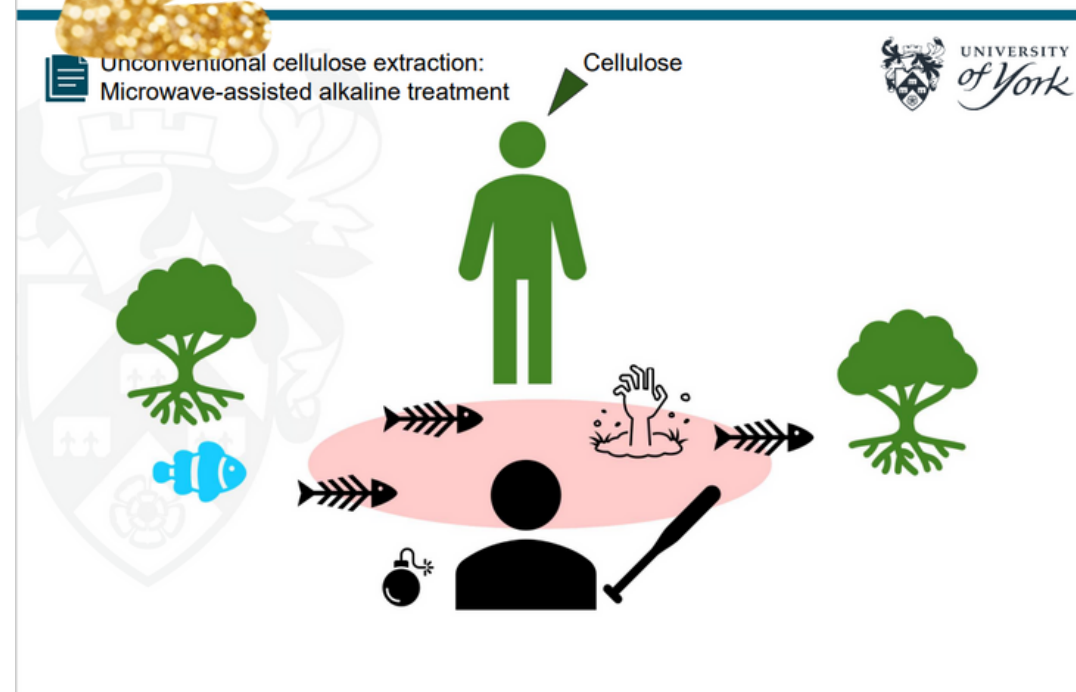 Unconventional cellulose extraction:
Microwave-assisted alkaline treatment
Cellulose
UNIVERSITY
of York